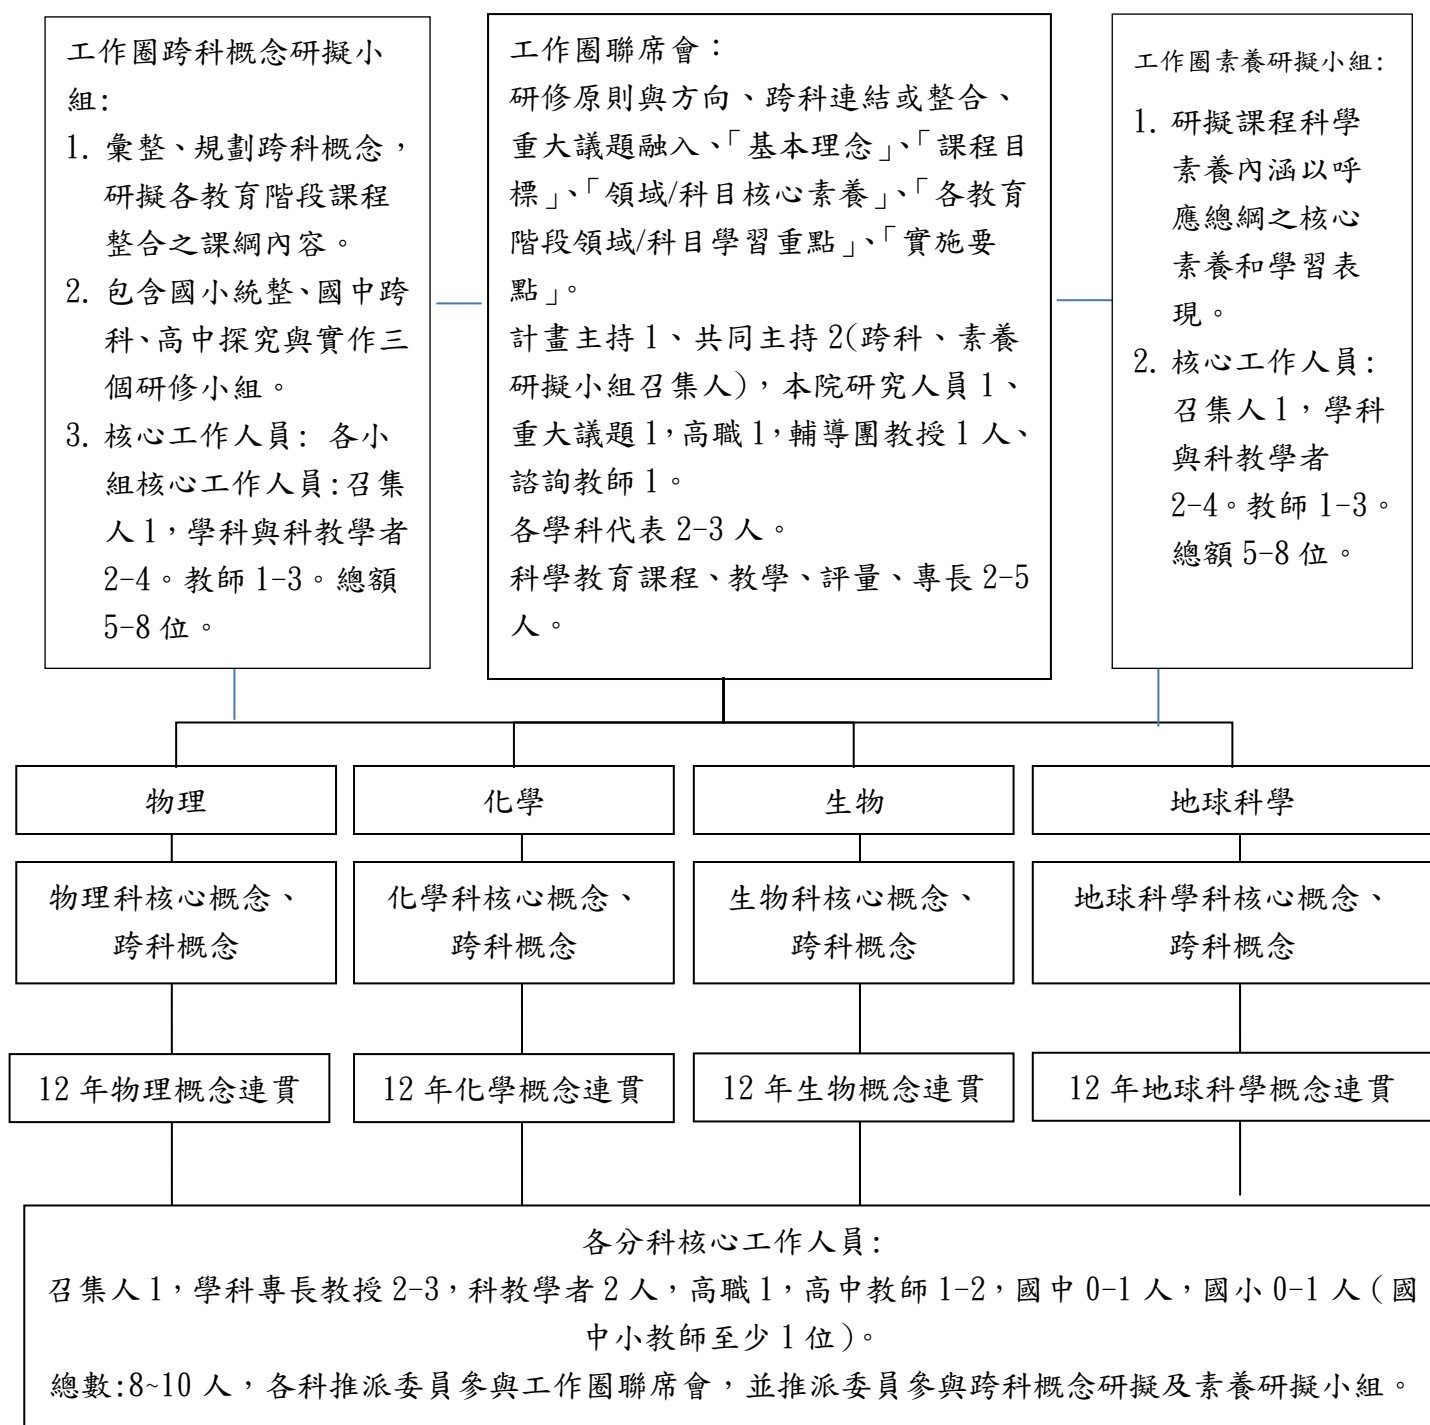 工作圈跨科概念研擬小
組:
1. 彙整、規劃跨科概念，
研擬各教育階段課程
整合之課綱內容。
2. 包含國小統整、國中跨
科、高中探究與實作三
個研修小組。
3. 核心工作人員: 各小
組核心工作人員:召集
人 1，學科與科教學者
2-4。教師 1-3。總額
5-8 位。
工作圈聯席會：
研修原則與方向、跨科連結或整合、
重大議題融入、「基本理念」、「課程目
標」、「領域/科目核心素養」、「各教育
階段領域/科目學習重點」、「實施要
點」。
計畫主持 1、共同主持 2(跨科、素養
研擬小組召集人)，本院研究人員 1、
重大議題 1，高職 1，輔導團教授 1 人、
諮詢教師 1。
各學科代表 2-3 人。
科學教育課程、教學、評量、專長 2-5
人。
工作圈素養研擬小組:
1. 研擬課程科學
素養內涵以呼
應總綱之核心
素養和學習表
現。
2. 核心工作人員:
召集人 1，學科
與科教學者
2-4。教師 1-3。
總額 5-8 位。
物理
化學
生物
地球科學
物理科核心概念、
跨科概念
化學科核心概念、
跨科概念
生物科核心概念、
跨科概念
地球科學科核心概念、
跨科概念
12 年物理概念連貫
12 年化學概念連貫
12 年生物概念連貫
12 年地球科學概念連貫
各分科核心工作人員:
召集人 1，學科專長教授 2-3，科教學者 2 人，高職 1，高中教師 1-2，國中 0-1 人，國小 0-1 人（國
中小教師至少 1 位）。
總數:8~10 人，各科推派委員參與工作圈聯席會，並推派委員參與跨科概念研擬及素養研擬小組。